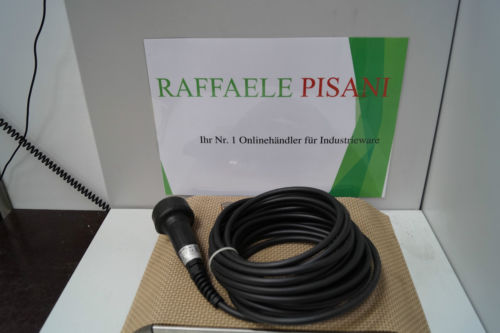 RAFFAELE PISANI
Ihr Nr. 1 Onlinehändler für Industrieware